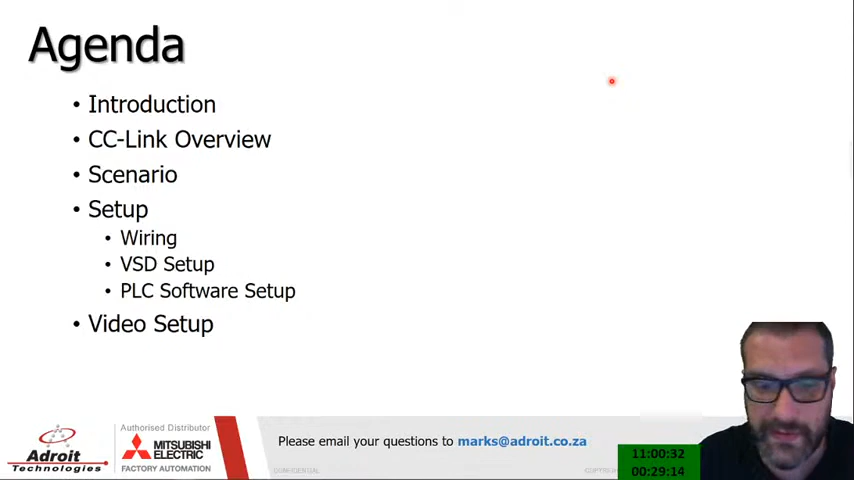 Agenda
• Introduction
• CC-Link Overview
• Scenario
• Setup
• Wiring
• VSD Setup
• PLC Software Setup
• Video Setup
Adroit
Technologies
Authorised Distributor
MITSUBISHI
ELECTRIC
FACTORY AUTOMATION
Please email your questions to marks@adroit.co.za
CONFIDENTIAL
11:00:32
00:29:14